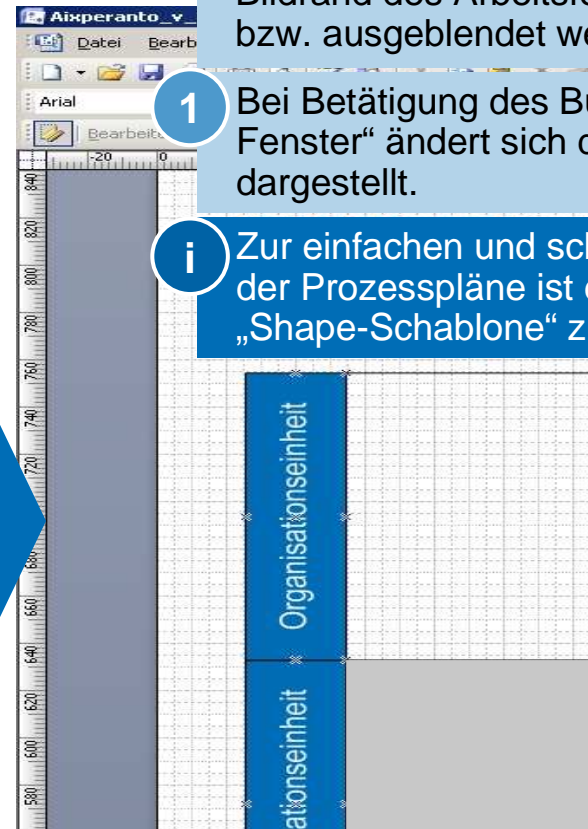 Aixperanto_v_
Bildrand des Arbeitsfe
bzw. ausgeblendet we
Datei Bearb
Arial
1
Bei Betätigung des Bu
Fenster“ ändert sich d
dargestellt.
Bearbeit
-20 0
840
820
i
Zur einfachen und sch
der Prozesspläne ist d
„Shape-Schablone“ z
800
780
760
740
720
680
660
640
620
600
580
Organisationseinheit
ationseinheit